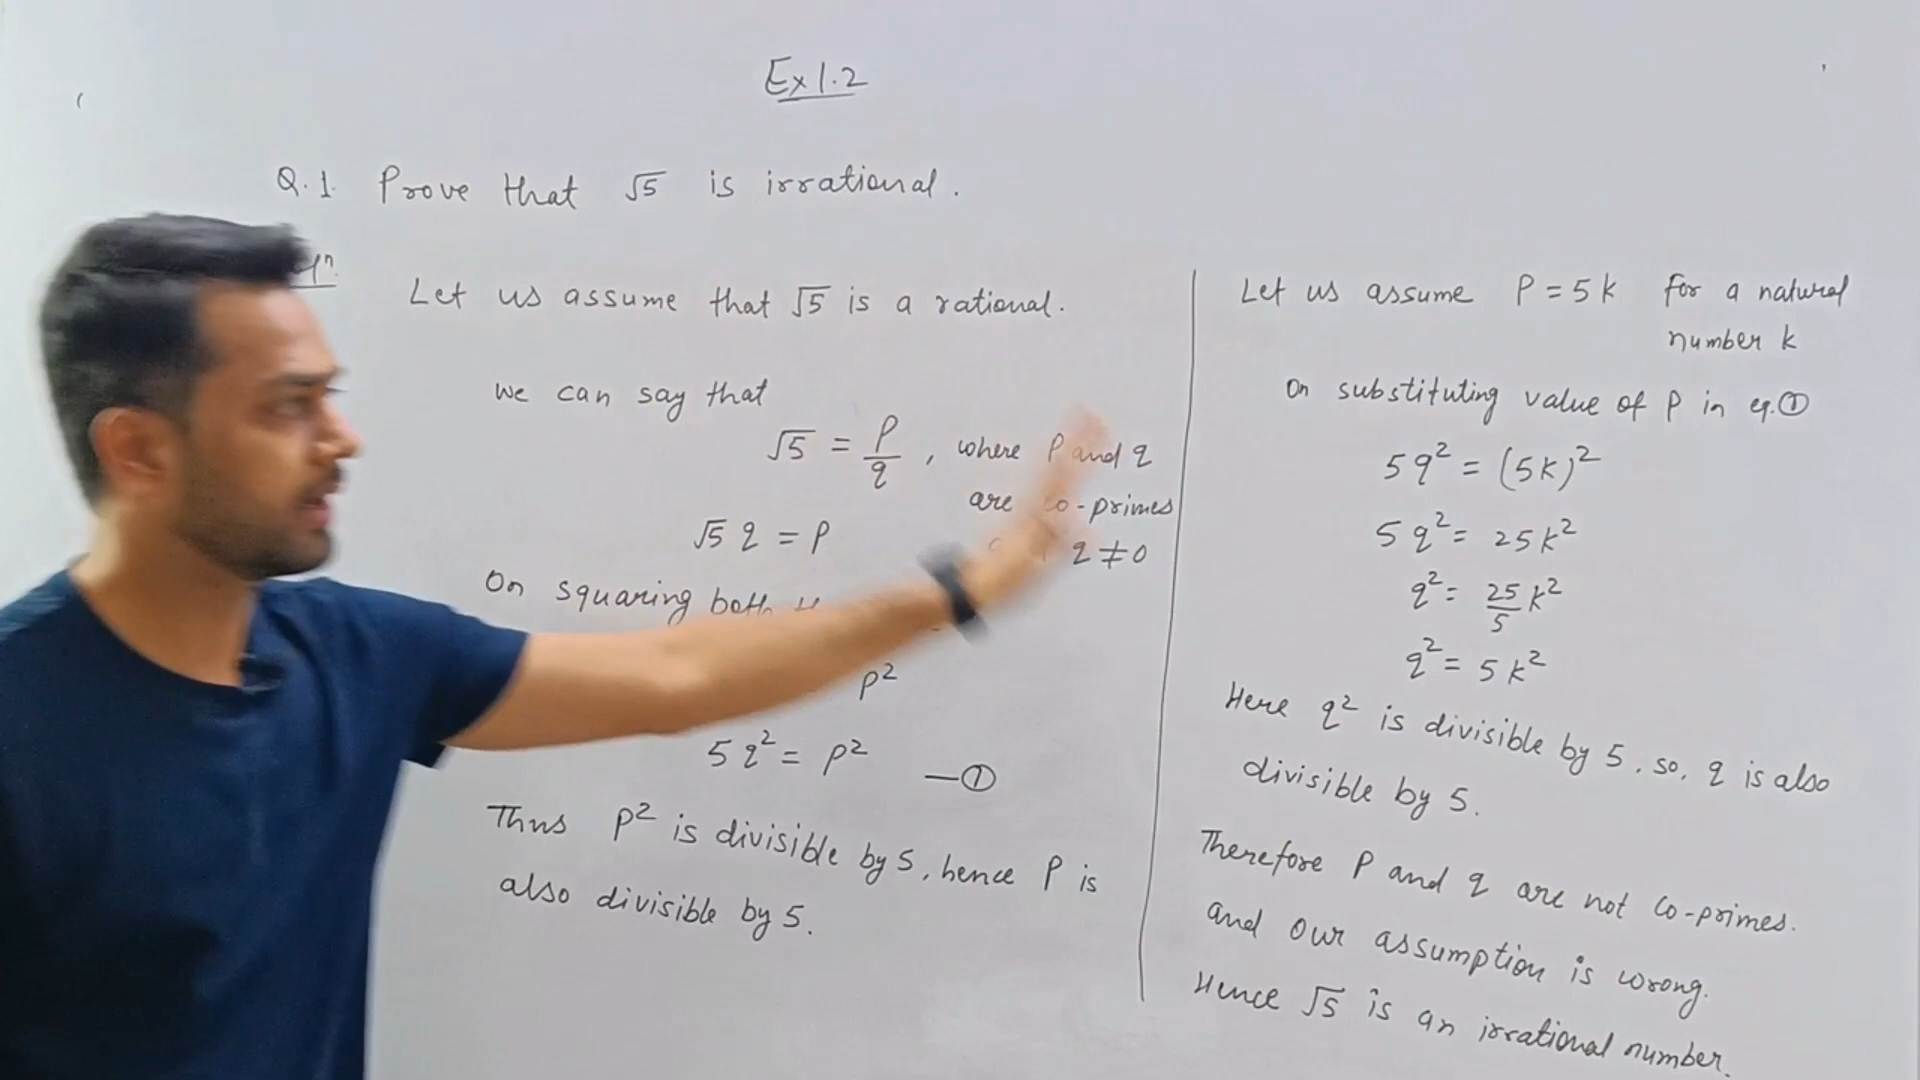 Ex 1.2
Q.1. Prove that √5 is irrational.
Let us assume that √5 is a rational.
we can say that
√5 = P/q , where P and q
are co-primes
q ≠ 0
√5 q = P
On squaring both
P²
5q² = P² —①
Thus P² is divisible by 5, hence P is
also divisible by 5.
Let us assume P = 5k for a natural
number k
On substituting value of P in eq.①
5q² = (5k)²
5q² = 25k²
q² = 25/5 k²
q² = 5k²
Here q² is divisible by 5, so, q is also
divisible by 5.
Therefore P and q are not co-primes.
and our assumption is wrong.
Hence √5 is an irrational number.